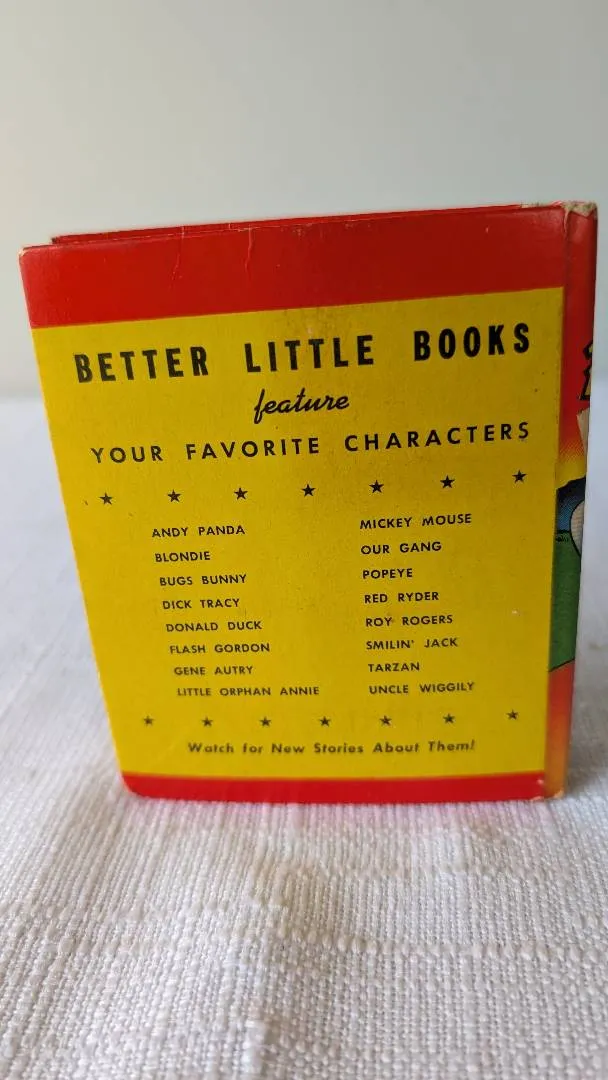 BETTER LITTLE BOOKS
feature
YOUR FAVORITE CHARACTERS
ANDY PANDA
BLONDIE
BUGS BUNNY
DICK TRACY
DONALD DUCK
FLASH GORDON
GENE AUTRY
LITTLE ORPHAN ANNIE
MICKEY MOUSE
OUR GANG
POPEYE
RED RYDER
ROY ROGERS
SMILIN' JACK
TARZAN
UNCLE WIGGILY
Watch for New Stories About Them!